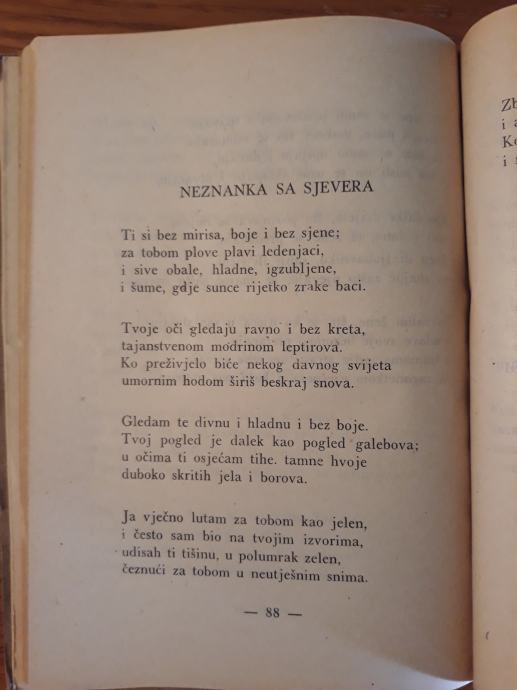 NEZNANKA SA SJEVERA
Ti si bez mirisa, boje i bez sjene;
za tobom plove plavi ledenjaci,
i sive obale, hladne, igzubljene,
i šume, gdje sunce rijetko zrake baci.
Tvoje oči gledaju ravno i bez kreta,
tajanstvenom modrinom leptirova.
Ko preživjelo biće nekog davnog svijeta
umornim hodom širiš beskraj snova.
Gledam te divnu i hladnu i bez boje.
Tvoj pogled je dalek kao pogled galebova;
u očima ti osjećam tihe. tamne hvoje
duboko skritih jela i borova.
Ja vječno lutam za tobom kao jelen,
i često sam bio na tvojim izvorima,
udisah ti tišinu, u polumrak zelen,
čeznući za tobom u neutješnim snima.
— 88 —